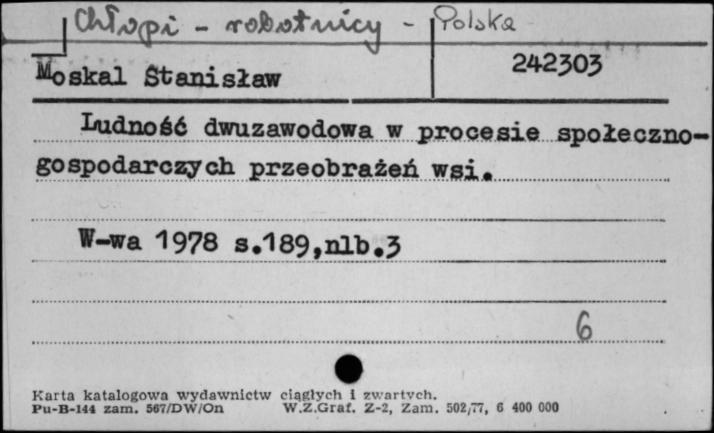 Chłopi - robotnicy - Polska
Moskal Stanisław 242303
Ludność dwuzawodowa w procesie społeczno-
gospodarczych przeobrażeń wsi.
W-wa 1978 s.189,nlb.3
6
Karta katalogowa wydawnictw ciągłych i zwartych.
Pu-B-144 zam. 567/DW/On W.Z.Graf. Z-2, Zam. 502/77, 6 400 000